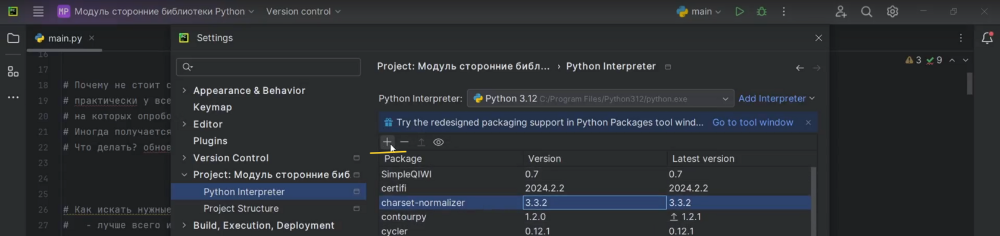 PC MP Модуль сторонние библиотеки Python Version control main
main.py
PC Settings
Project: Модуль сторонние библ... › Python Interpreter
3 9
Python Interpreter: Python 3.12 C:/Program Files/Python312/python.exe Add Interpreter
Try the redesigned packaging support in Python Packages tool wind... Go to tool window
Appearance & Behavior
Keymap
Editor
Plugins
Version Control
Project: Модуль сторонние биб
Python Interpreter
Project Structure
Build, Execution, Deployment
Package Version Latest version
SimpleQIWI 0.7 0.7
certifi 2024.2.2 2024.2.2
charset-normalizer 3.3.2 3.3.2
contourpy 1.2.0 1.2.1
cycler 0.12.1 0.12.1
16
17
18 # Почему не стоит
19 # практически у все
20 # на которых опробо
21 # Иногда получается
22 # Что делать? обнов
23
24
25
26 # Как искать нужные
27 # - лучше всего